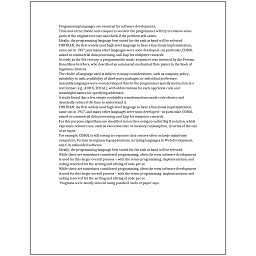 Programming languages are essential for software development.
Trial-and-error/divide-and-conquer is needed: the programmer will try to rewrite some
part of the original test case and check if the problem still exists.
Ideally, the programming language best suited for the task at hand will be selected.
FORTRAN, the first widely used high-level language to have a functional implementation,
came out in 1957, and many other languages were soon developed—in particular, COBOL
aimed at commercial data processing, and Lisp for computer research.
As early as the 9th century, a programmable music sequencer was invented by the Persian
Banu Musa brothers, who described an automated mechanical flute player in the Book of
Ingenious Devices.
The choice of language used is subject to many considerations, such as company policy,
suitability to task, availability of third-party packages, or individual preference.
Assembly languages were soon developed that let the programmer specify instruction in a
text format (e.g., ADD X, TOTAL), with abbreviations for each operation code and
meaningful names for specifying addresses.
A study found that a few simple readability transformations made code shorter and
drastically reduced the time to understand it.
FORTRAN, the first widely used high-level language to have a functional implementation,
came out in 1957, and many other languages were soon developed—in particular, COBOL
aimed at commercial data processing, and Lisp for computer research.
For this purpose, algorithms are classified into orders using so-called Big O notation, which
expresses resource use, such as execution time or memory consumption, in terms of the size
of an input.
For example, COBOL is still strong in corporate data centers often on large mainframe
computers, Fortran in engineering applications, scripting languages in Web development,
and C in embedded software.
Ideally, the programming language best suited for the task at hand will be selected.
While these are sometimes considered programming, often the term software development
is used for this larger overall process – with the terms programming, implementation, and
coding reserved for the writing and editing of code per se.
While these are sometimes considered programming, often the term software development
is used for this larger overall process – with the terms programming, implementation, and
coding reserved for the writing and editing of code per se.
Programs were mostly entered using punched cards or paper tape.